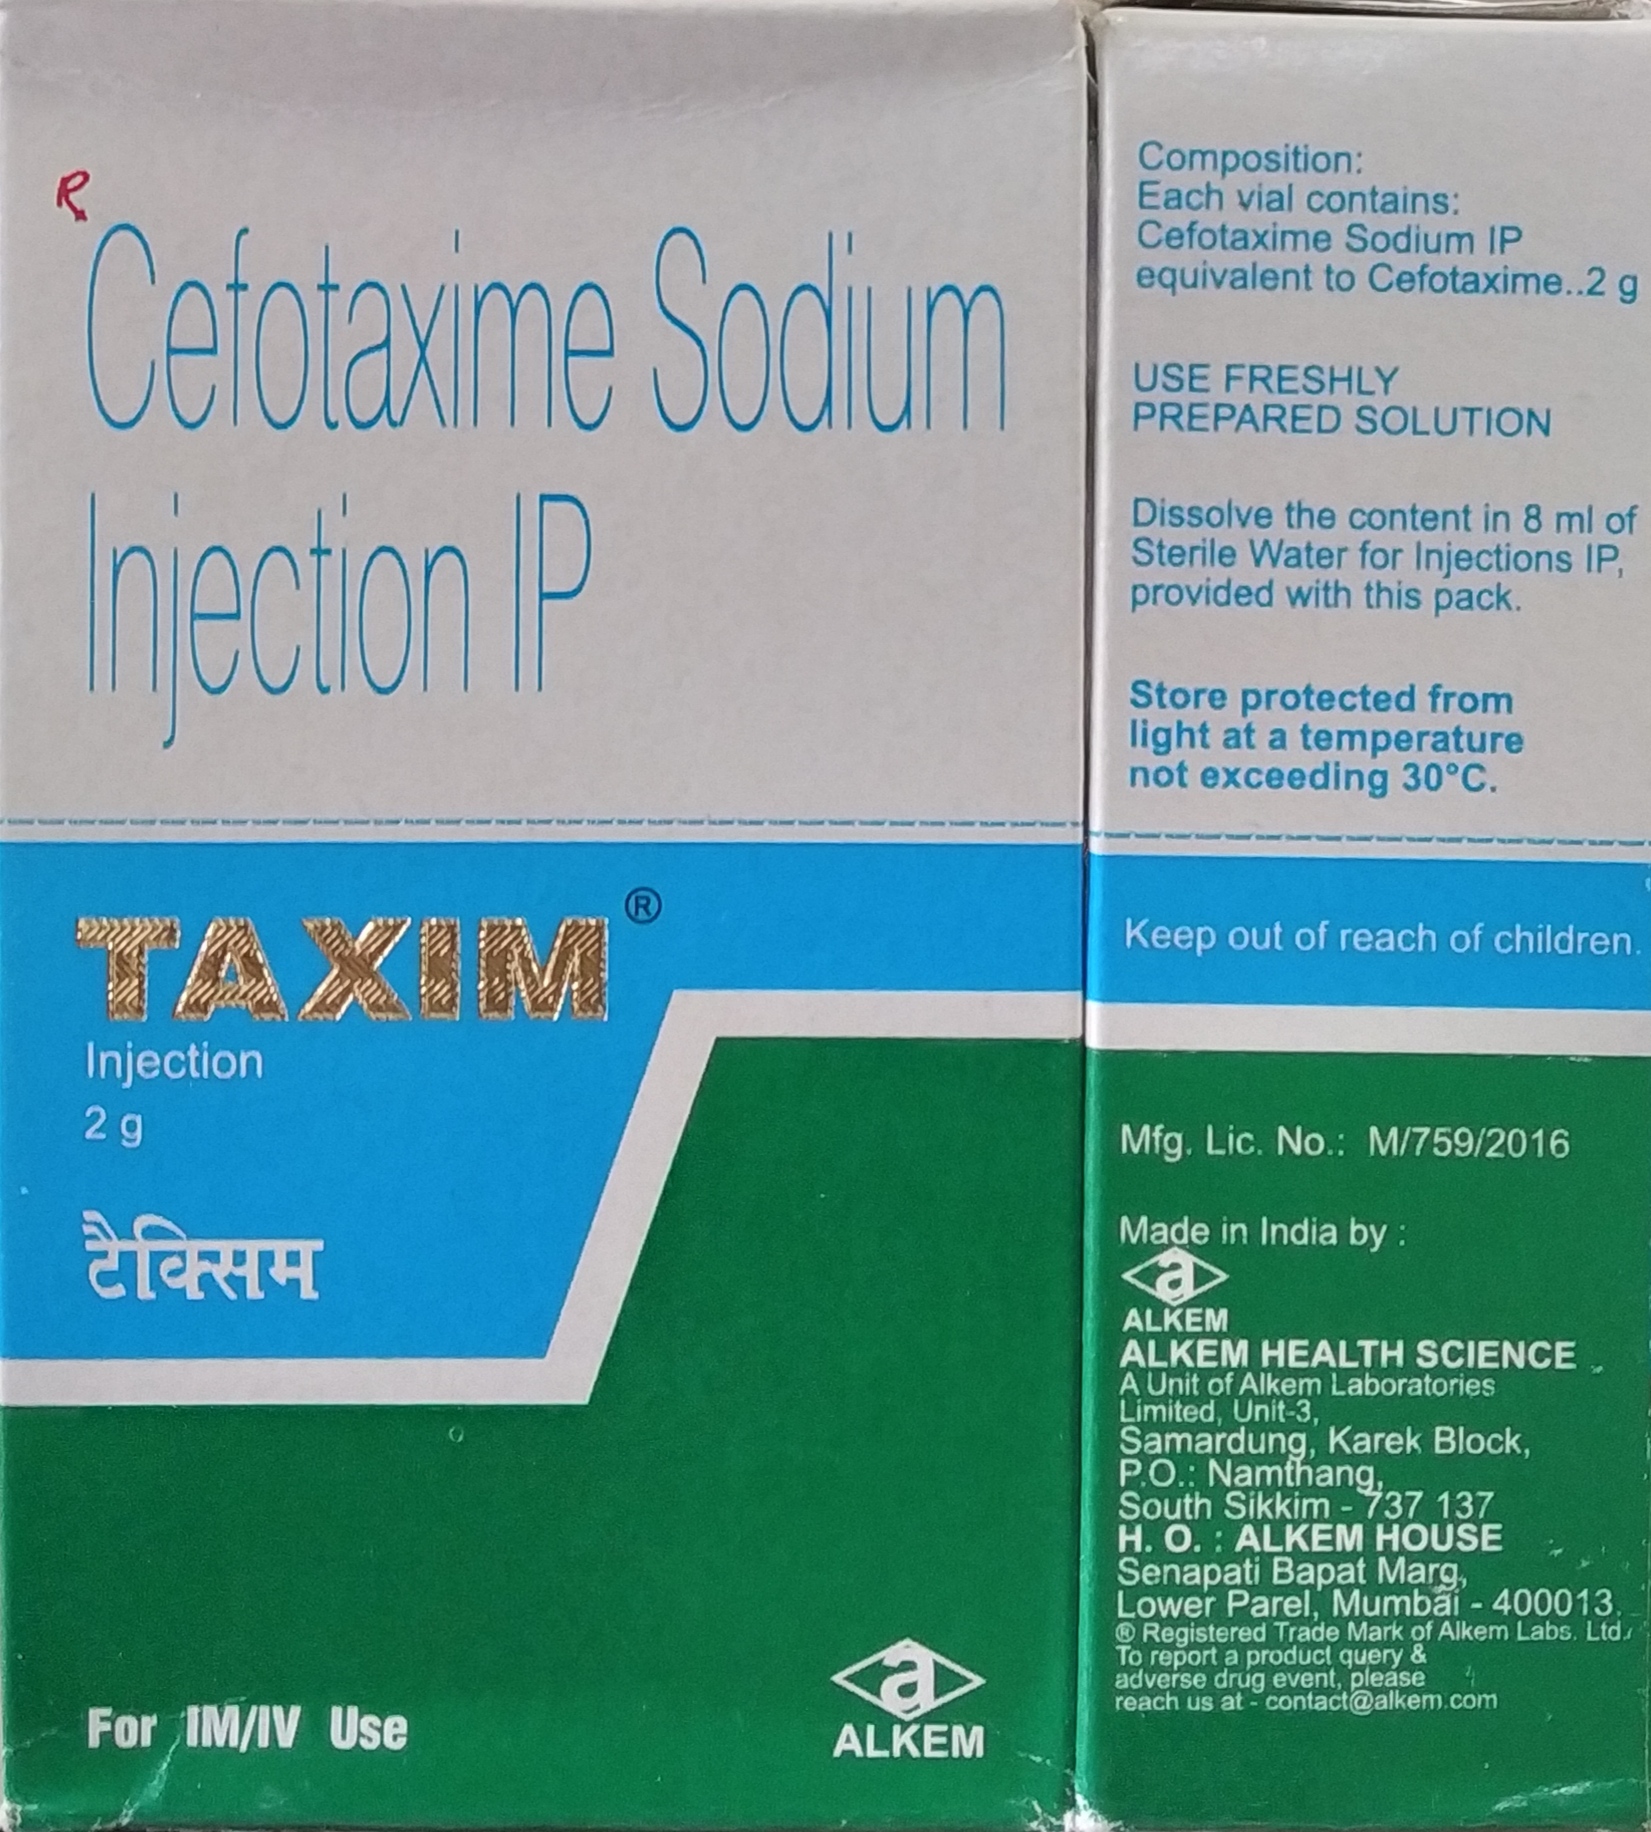 R
Cefotaxime Sodium
Injection IP
TAXIM®
Injection
2 g
टैक्सिम
For IM/IV Use
a
ALKEM
Composition:
Each vial contains:
Cefotaxime Sodium IP
equivalent to Cefotaxime..2 g
USE FRESHLY
PREPARED SOLUTION
Dissolve the content in 8 ml of
Sterile Water for Injections IP,
provided with this pack.
Store protected from
light at a temperature
not exceeding 30°C.
Keep out of reach of children.
Mfg. Lic. No.: M/759/2016
Made in India by :
a
ALKEM
ALKEM HEALTH SCIENCE
A Unit of Alkem Laboratories
Limited, Unit-3,
Samardung, Karek Block,
P.O.: Namthang,
South Sikkim - 737 137
H. O. : ALKEM HOUSE
Senapati Bapat Marg,
Lower Parel, Mumbai - 400013.
® Registered Trade Mark of Alkem Labs. Ltd.
To report a product query &
adverse drug event, please
reach us at - contact@alkem.com